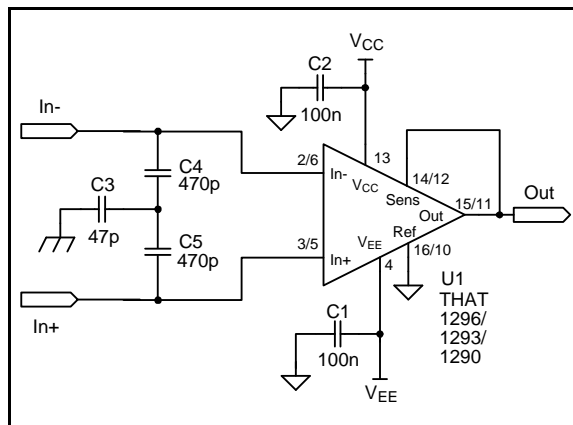 VCC
C2
100n
In-
13
14/12
2/6
In-
VCC
Sens
C4
470p
C3
47p
15/11
Out
Out
Ref
VEE
3/5
In+
16/10
4
C5
470p
U1
THAT
1296/
1293/
1290
In+
C1
100n
VEE